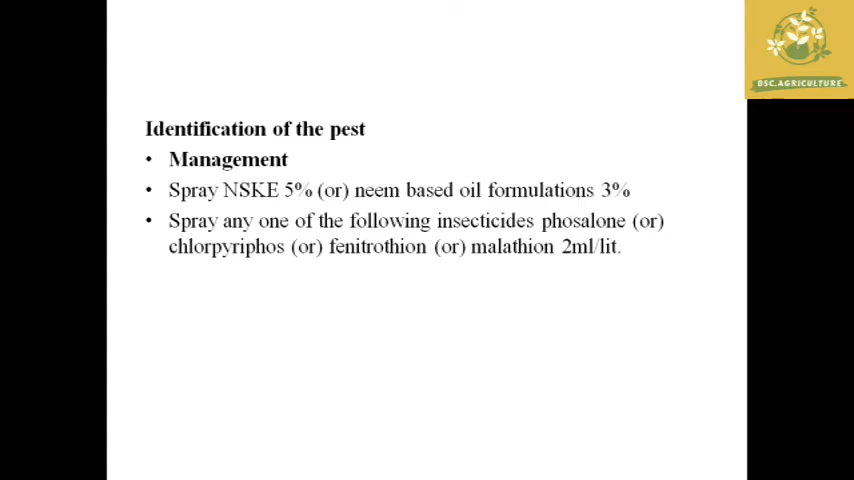 BSC.AGRICULTURE
Identification of the pest
• Management
• Spray NSKE 5% (or) neem based oil formulations 3%
• Spray any one of the following insecticides phosalone (or)
chlorpyriphos (or) fenitrothion (or) malathion 2ml/lit.